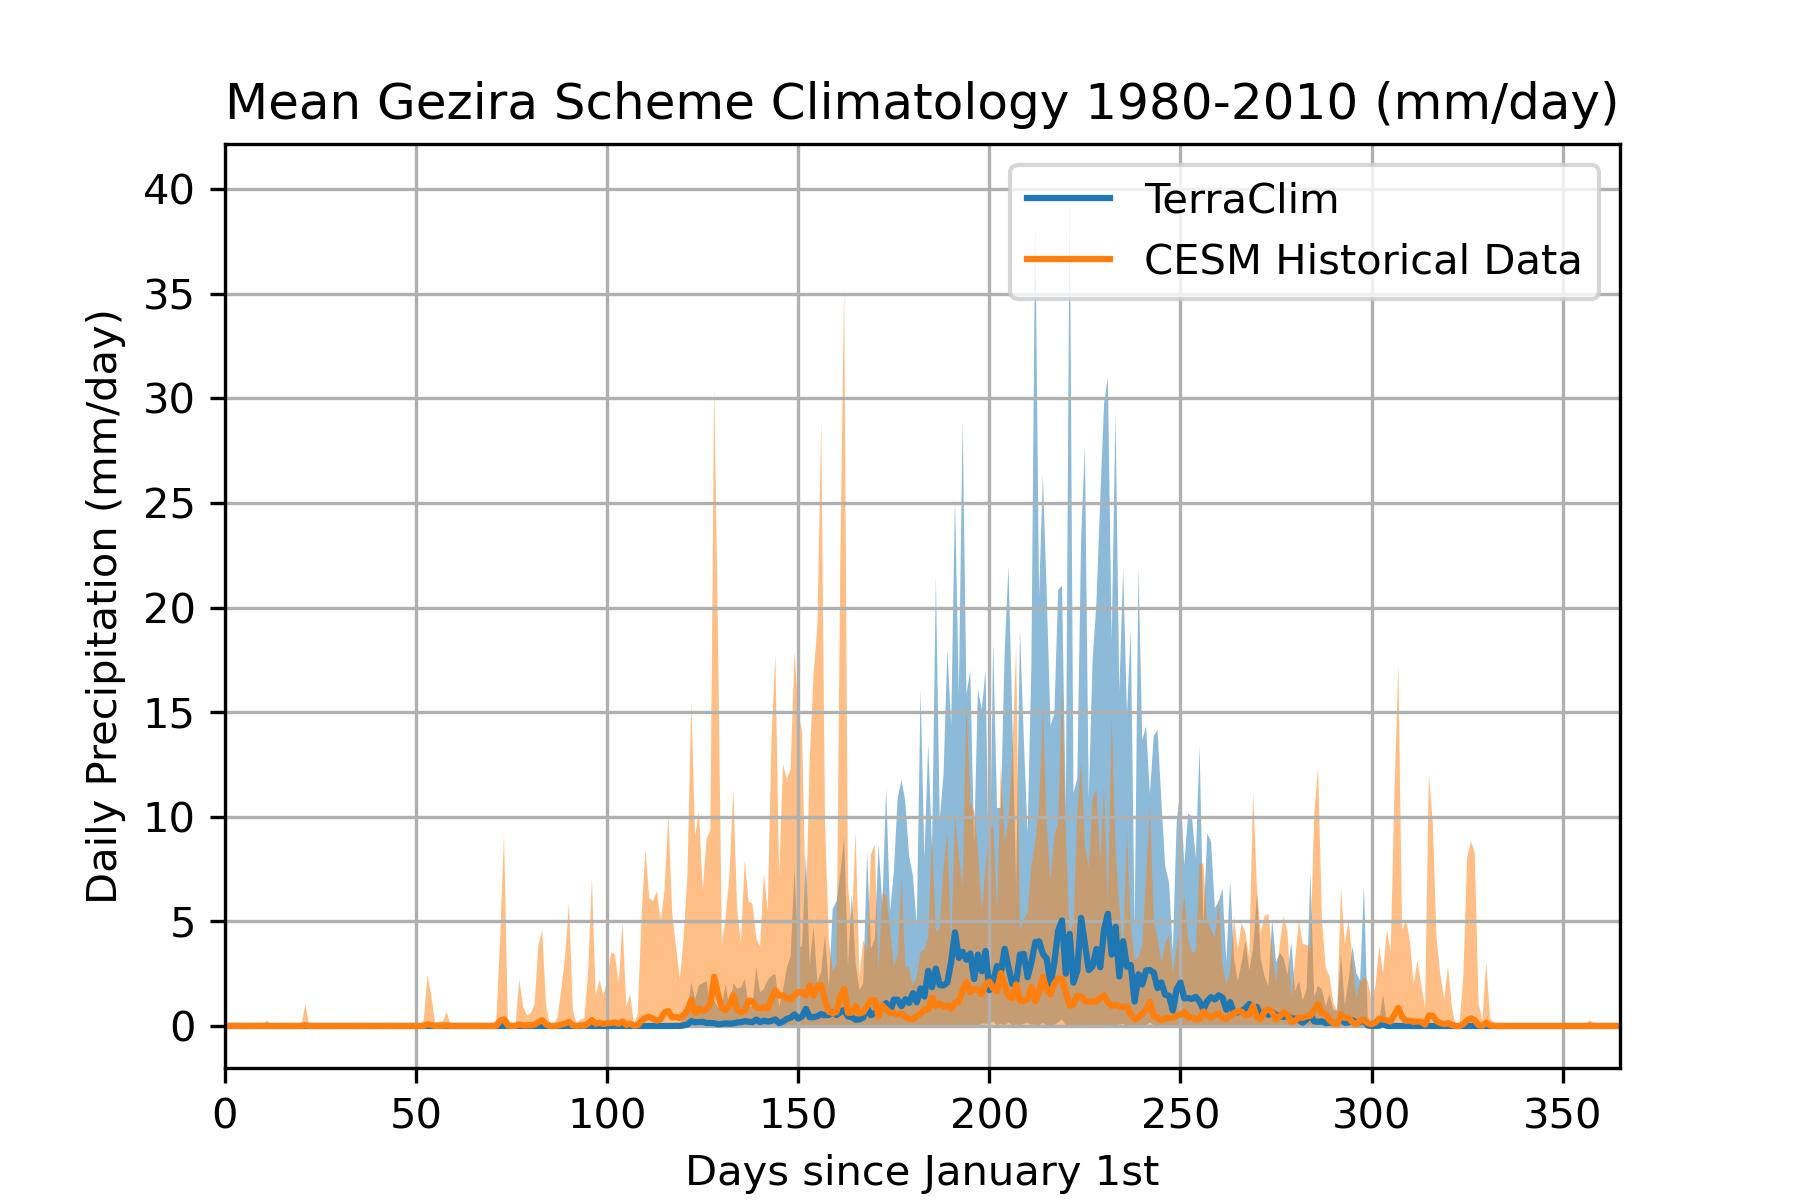 Mean Gezira Scheme Climatology 1980-2010 (mm/day)
TerraClim
CESM Historical Data
Daily Precipitation (mm/day)
40
35
30
25
20
15
10
5
0
0 50 100 150 200 250 300 350
Days since January 1st